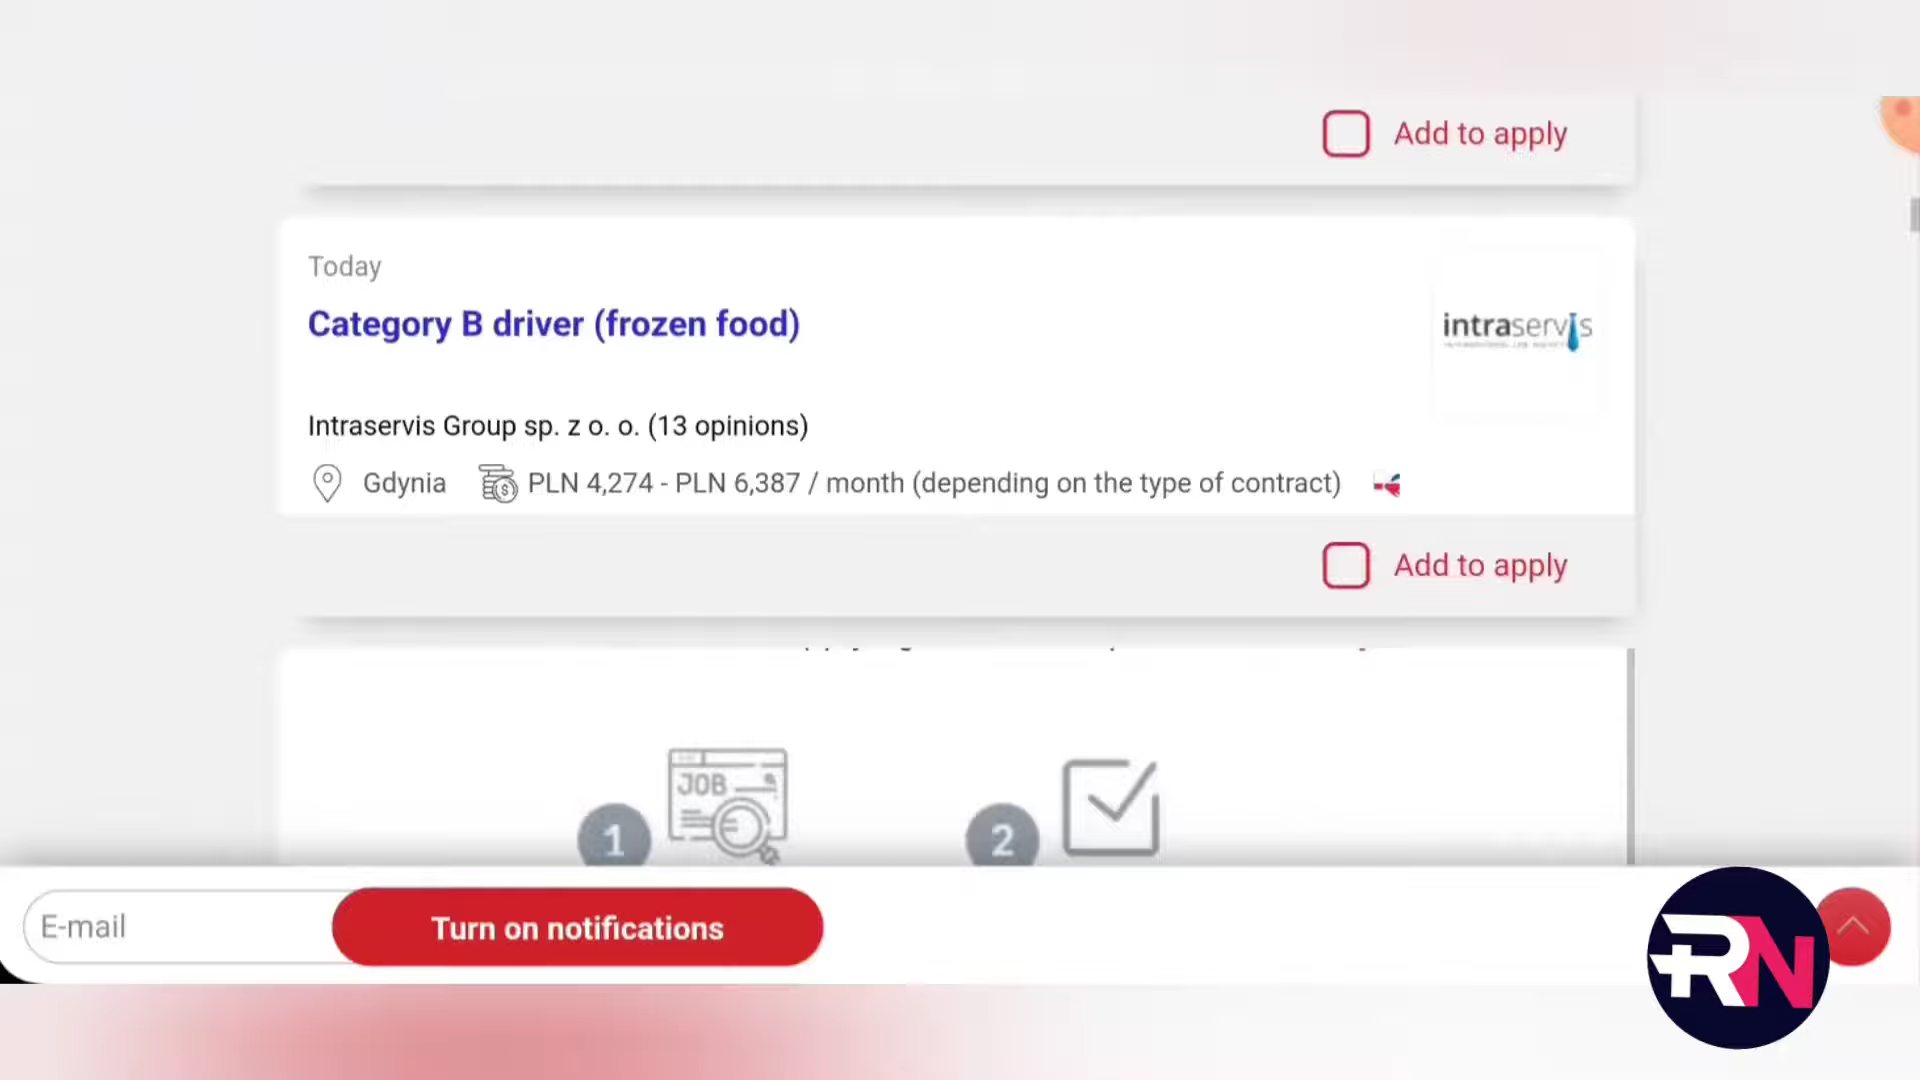 Add to apply
Today
Category B driver (frozen food)
intraservis
Intraservis Group sp. z o. o. (13 opinions)
Gdynia PLN 4,274 - PLN 6,387 / month (depending on the type of contract)
Add to apply
JOB
1 2
E-mail Turn on notifications
RN